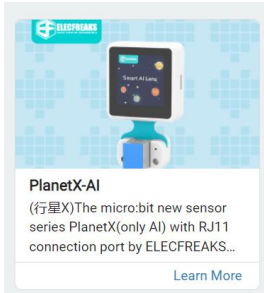 ELECFREAKS
Smart AI Lens
PlanetX-AI
(行星X)The micro:bit new sensor
series PlanetX(only AI) with RJ11
connection port by ELECFREAKS...
Learn More